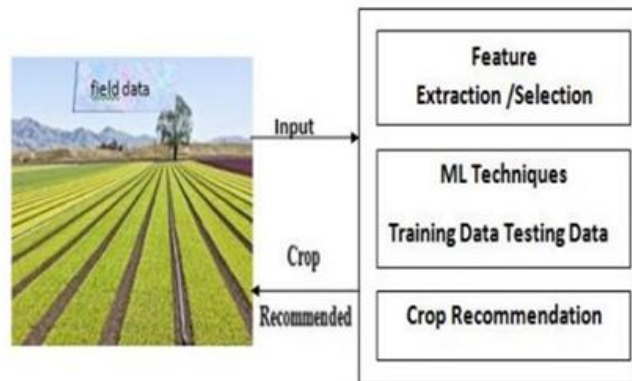 field data
Input
Crop
Recommended
Feature
Extraction /Selection
ML Techniques
Training Data Testing Data
Crop Recommendation